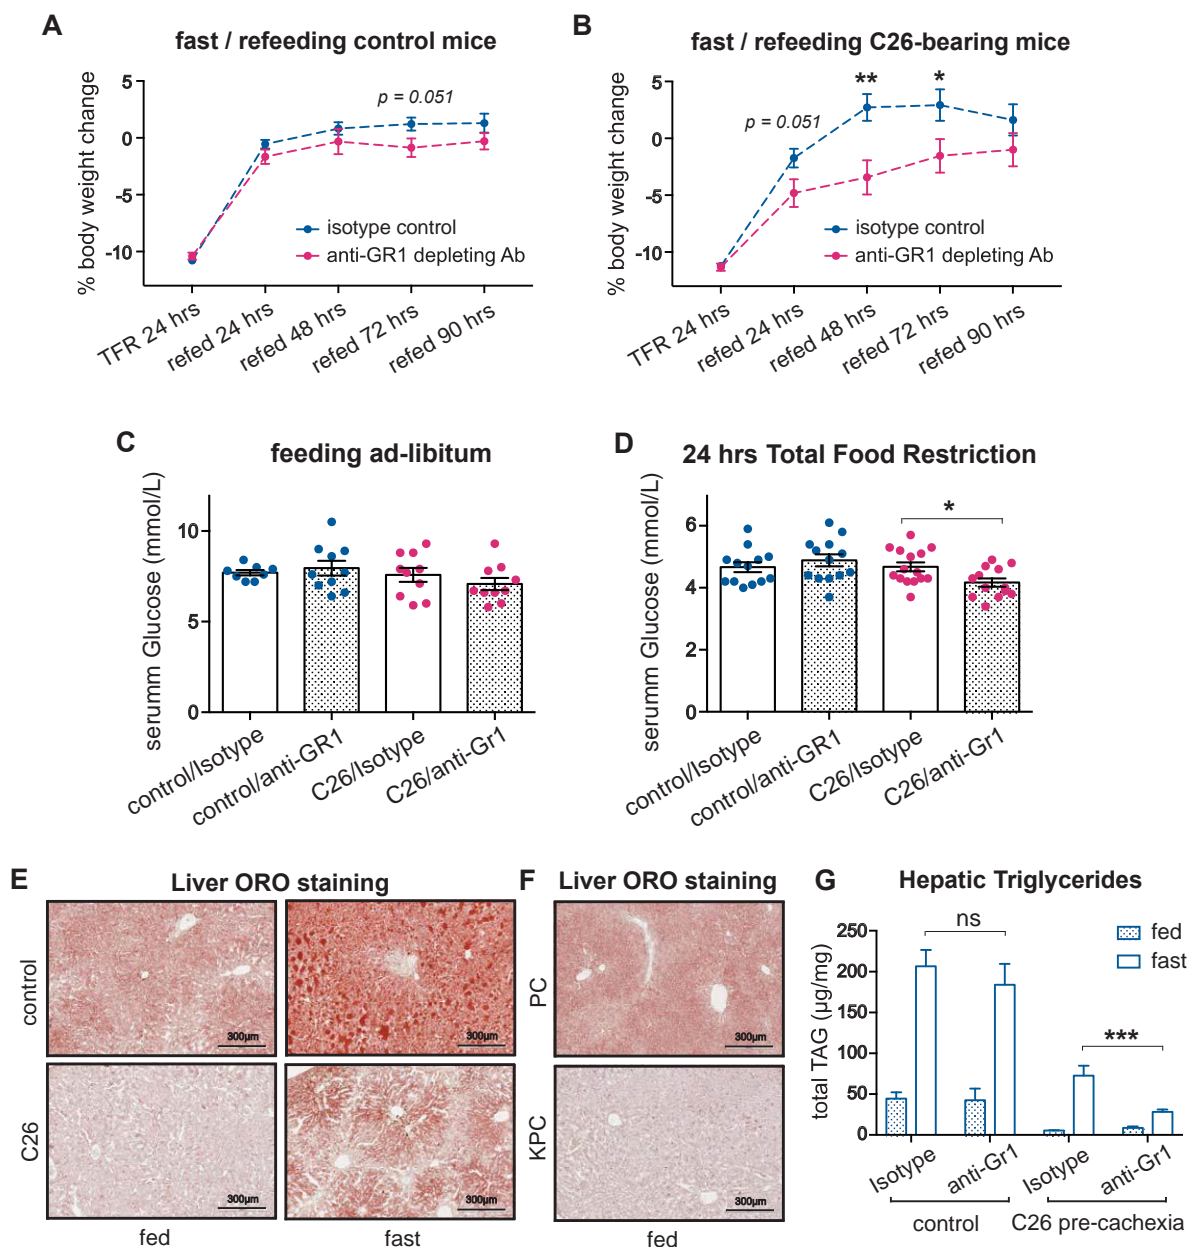 A
fast / refeeding control mice
% body weight change
5
0
-5
-10
p = 0.051
isotype control
anti-GR1 depleting Ab
TFR 24 hrs
refed 24 hrs
refed 48 hrs
refed 72 hrs
refed 90 hrs
B
fast / refeeding C26-bearing mice
% body weight change
5
0
-5
-10
p = 0.051
**
*
isotype control
anti-GR1 depleting Ab
TFR 24 hrs
refed 24 hrs
refed 48 hrs
refed 72 hrs
refed 90 hrs
C
feeding ad-libitum
serumm Glucose (mmol/L)
10
5
0
control/Isotype
control/anti-GR1
C26/Isotype
C26/anti-Gr1
D
24 hrs Total Food Restriction
serumm Glucose (mmol/L)
6
4
2
0
*
control/Isotype
control/anti-GR1
C26/Isotype
C26/anti-Gr1
E
Liver ORO staining
control
300µm
300µm
C26
300µm
300µm
fed
fast
F
Liver ORO staining
PC
300µm
KPC
300µm
fed
G
Hepatic Triglycerides
total TAG (µg/mg)
250
200
150
100
50
0
ns
***
fed
fast
Isotype
anti-Gr1
Isotype
anti-Gr1
control
C26 pre-cachexia